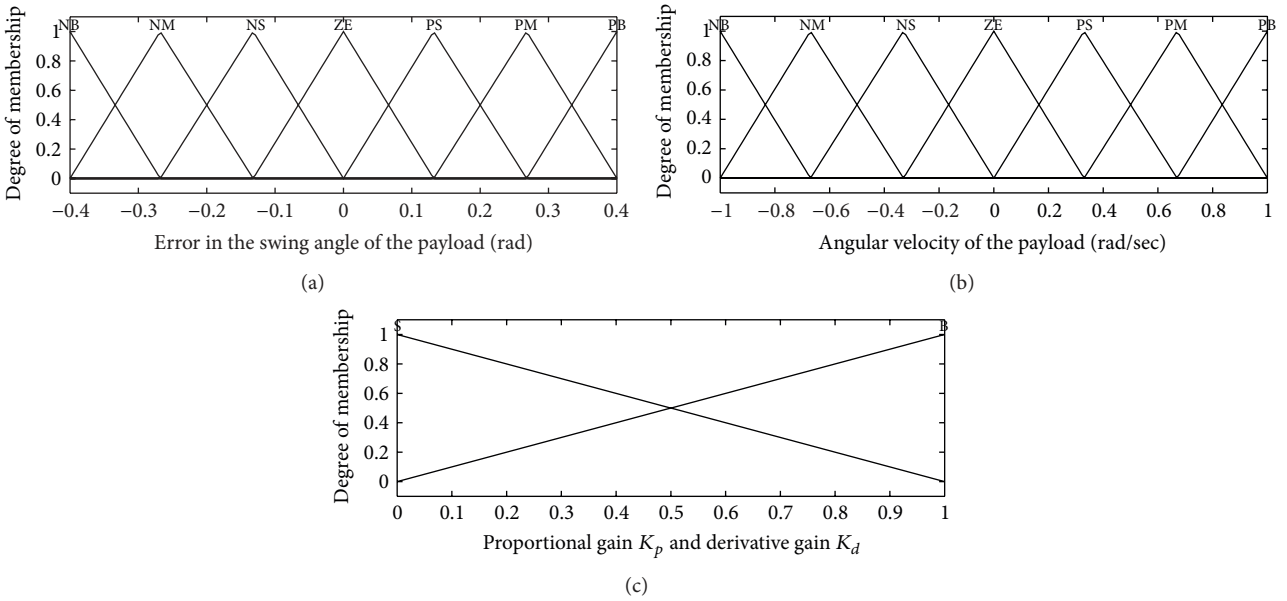 NB NM NS ZE PS PM PB
1
0.8
0.6
0.4
0.2
0
Degree of membership
−0.4 −0.3 −0.2 −0.1 0 0.1 0.2 0.3 0.4
Error in the swing angle of the payload (rad)
(a)
NB NM NS ZE PS PM PB
1
0.8
0.6
0.4
0.2
0
Degree of membership
−1 −0.8 −0.6 −0.4 −0.2 0 0.2 0.4 0.6 0.8 1
Angular velocity of the payload (rad/sec)
(b)
S B
1
0.8
0.6
0.4
0.2
0
Degree of membership
0 0.1 0.2 0.3 0.4 0.5 0.6 0.7 0.8 0.9 1
Proportional gain Kp and derivative gain Kd
(c)